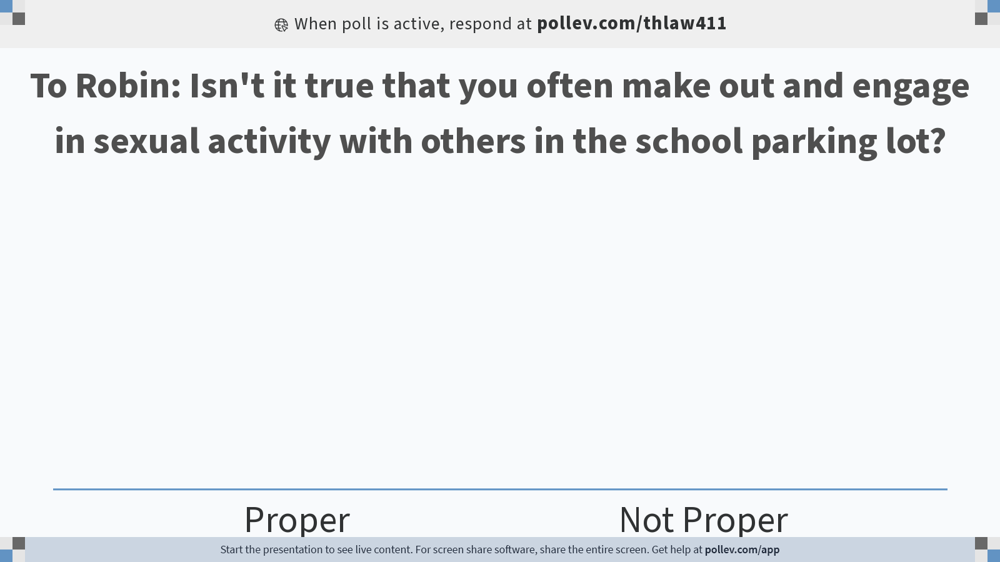 When poll is active, respond at pollev.com/thlaw411
To Robin: Isn't it true that you often make out and engage
in sexual activity with others in the school parking lot?
Proper
Not Proper
Start the presentation to see live content. For screen share software, share the entire screen. Get help at pollev.com/app